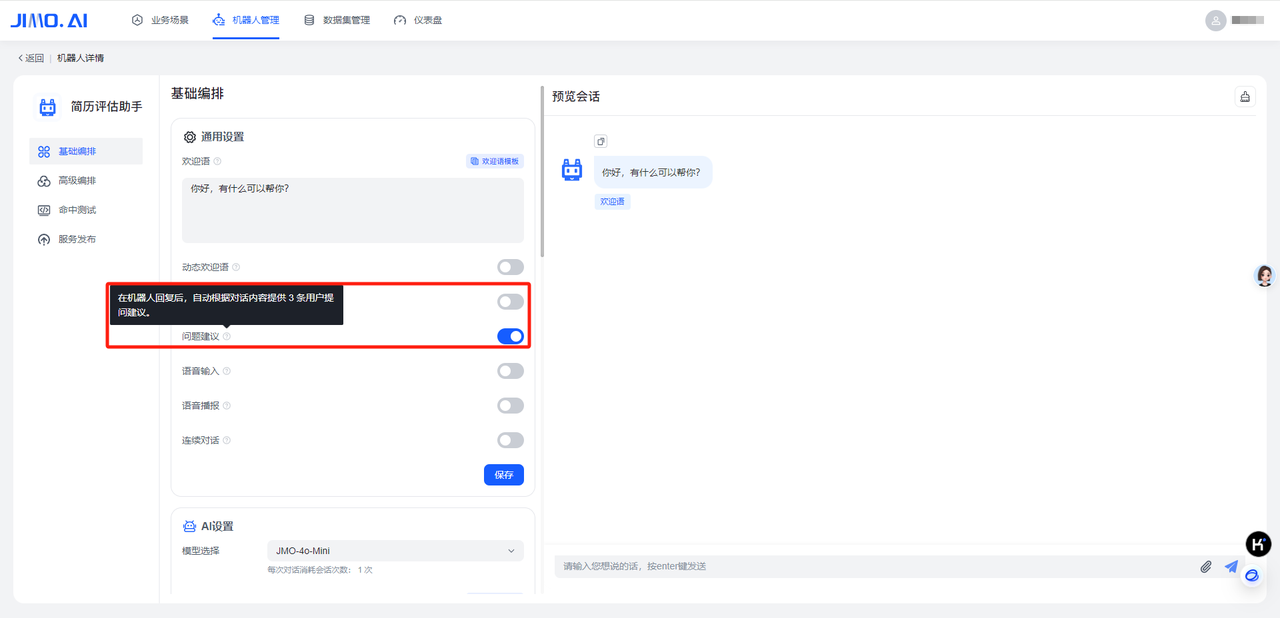 JIMO.AI
业务场景
机器人管理
数据集管理
仪表盘
返回
机器人详情
简历评估助手
基础编排
高级编排
命中测试
服务发布
基础编排
通用设置
欢迎语
欢迎语模板
你好，有什么可以帮你?
动态欢迎语
在机器人回复后，自动根据对话内容提供 3 条用户提
问建议。
问题建议
语音输入
语音播报
连续对话
保存
AI设置
模型选择
JMO-4o-Mini
每次对话消耗会话次数： 1 次
预览会话
你好，有什么可以帮你?
欢迎语
请输入您想说的话，按enter键发送